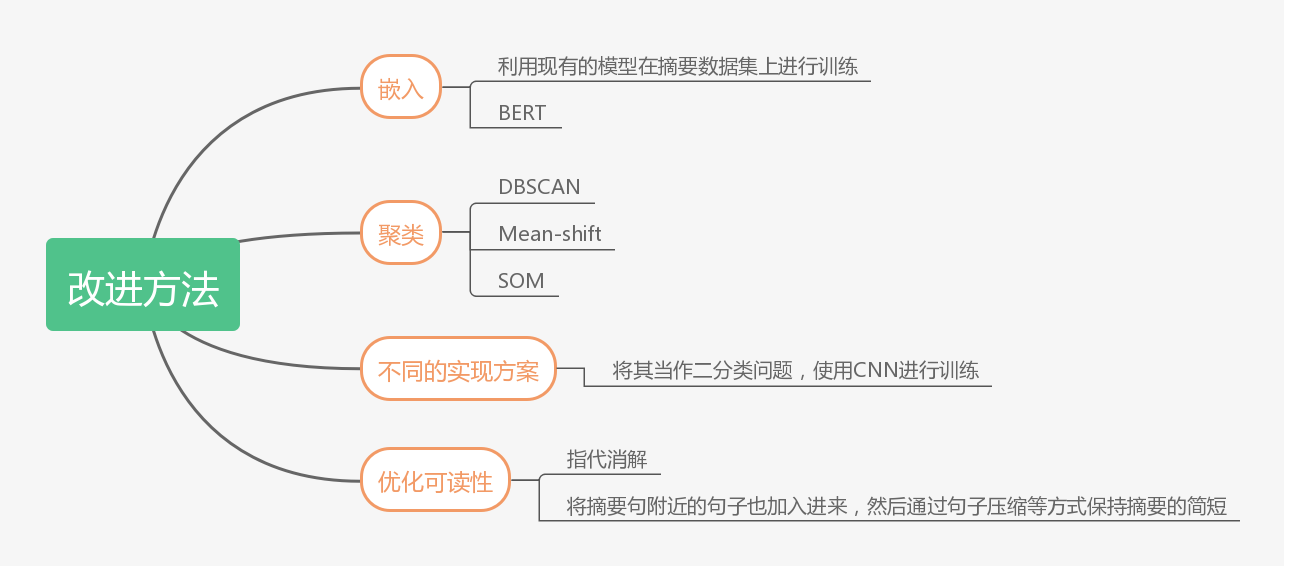 改进方法
嵌入
利用现有的模型在摘要数据集上进行训练
BERT
聚类
DBSCAN
Mean-shift
SOM
不同的实现方案
将其当作二分类问题，使用CNN进行训练
优化可读性
指代消解
将摘要句附近的句子也加入进来，然后通过句子压缩等方式保持摘要的简短